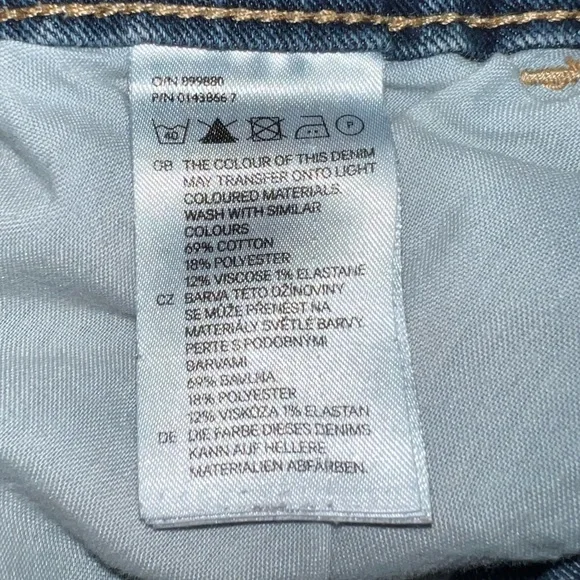 O/N 899880
P/N 0143866 7
40 P
GB THE COLOUR OF THIS DENIM
MAY TRANSFER ONTO LIGHT
COLOURED MATERIALS.
WASH WITH SIMILAR
COLOURS
69% COTTON
18% POLYESTER
12% VISCOSE 1% ELASTANE
CZ BARVA TÉTO DŽÍNOVINY
SE MŮŽE PŘENÉST NA
MATERIÁLY SVĚTLÉ BARVY.
PERTE S PODOBNÝMI
BARVAMI
69% BAVLNA
18% POLYESTER
12% VISKÓZA 1% ELASTAN
DE DIE FARBE DIESES DENIMS
KANN AUF HELLERE
MATERIALIEN ABFÄRBEN.